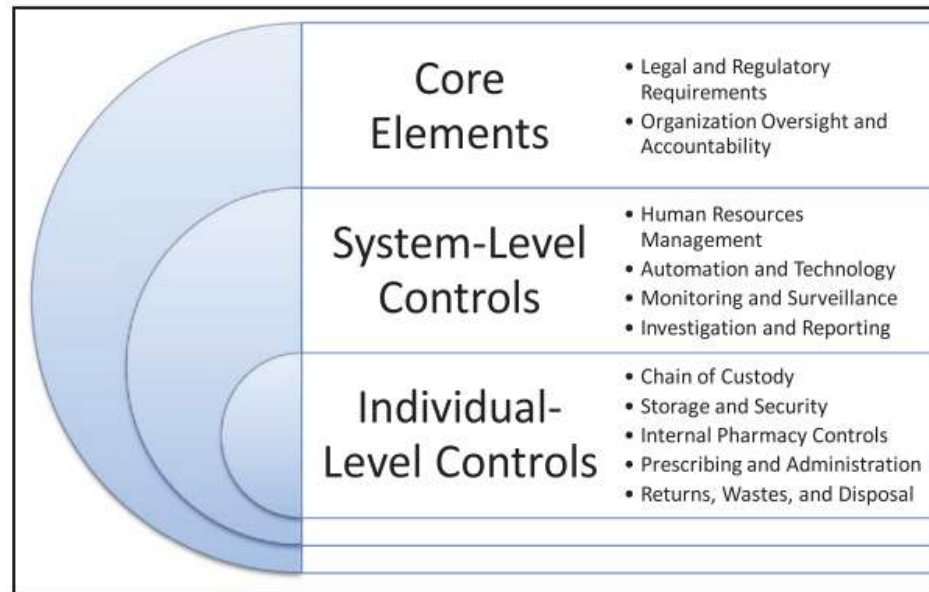 Core
Elements
• Legal and Regulatory
Requirements
• Organization Oversight and
Accountability
System-Level
Controls
• Human Resources
Management
• Automation and Technology
• Monitoring and Surveillance
• Investigation and Reporting
Individual-
Level Controls
• Chain of Custody
• Storage and Security
• Internal Pharmacy Controls
• Prescribing and Administration
• Returns, Wastes, and Disposal